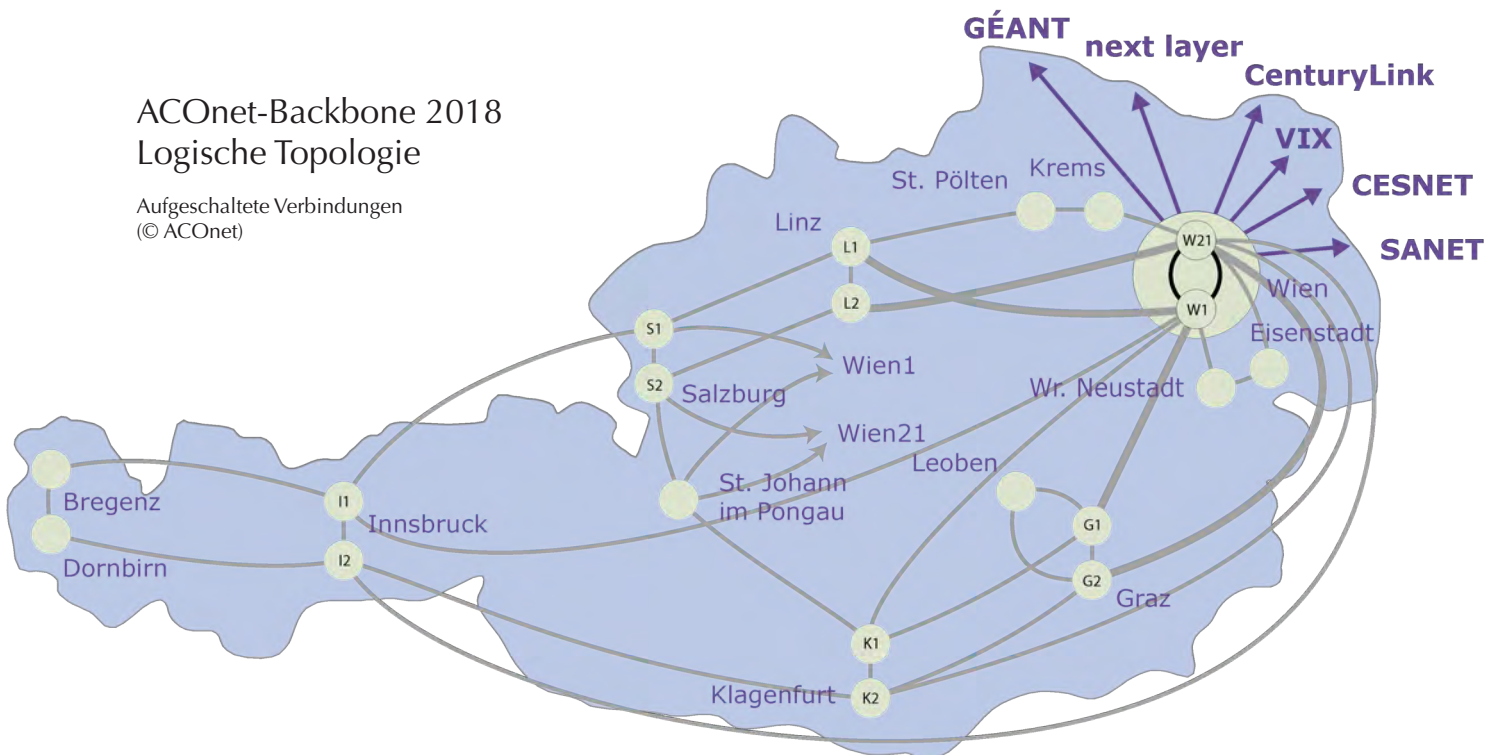 ACOnet-Backbone 2018
Logische Topologie
Aufgeschaltete Verbindungen
(© ACOnet)
GÉANT
next layer
CenturyLink
VIX
CESNET
SANET
St. Pölten
Krems
Linz
L1
L2
W21
W1
Wien
Eisenstadt
Wr. Neustadt
S1
S2
Salzburg
Wien1
Wien21
Leoben
St. Johann
im Pongau
Bregenz
Dornbirn
I1
I2
Innsbruck
G1
G2
Graz
K1
K2
Klagenfurt